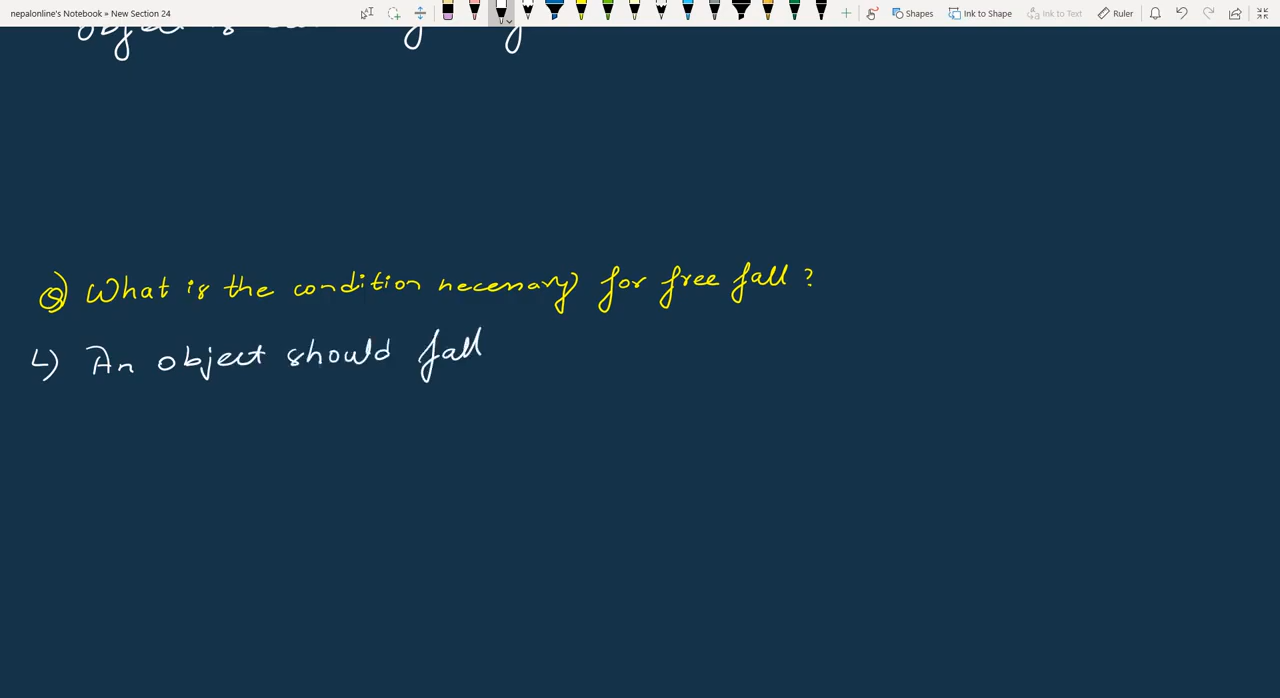 nepalonline's Notebook » New Section 24
Shapes
Ink to Shape
Ink to Text
Ruler
Q) What is the condition necessary for free fall ?
↳) An object should fall